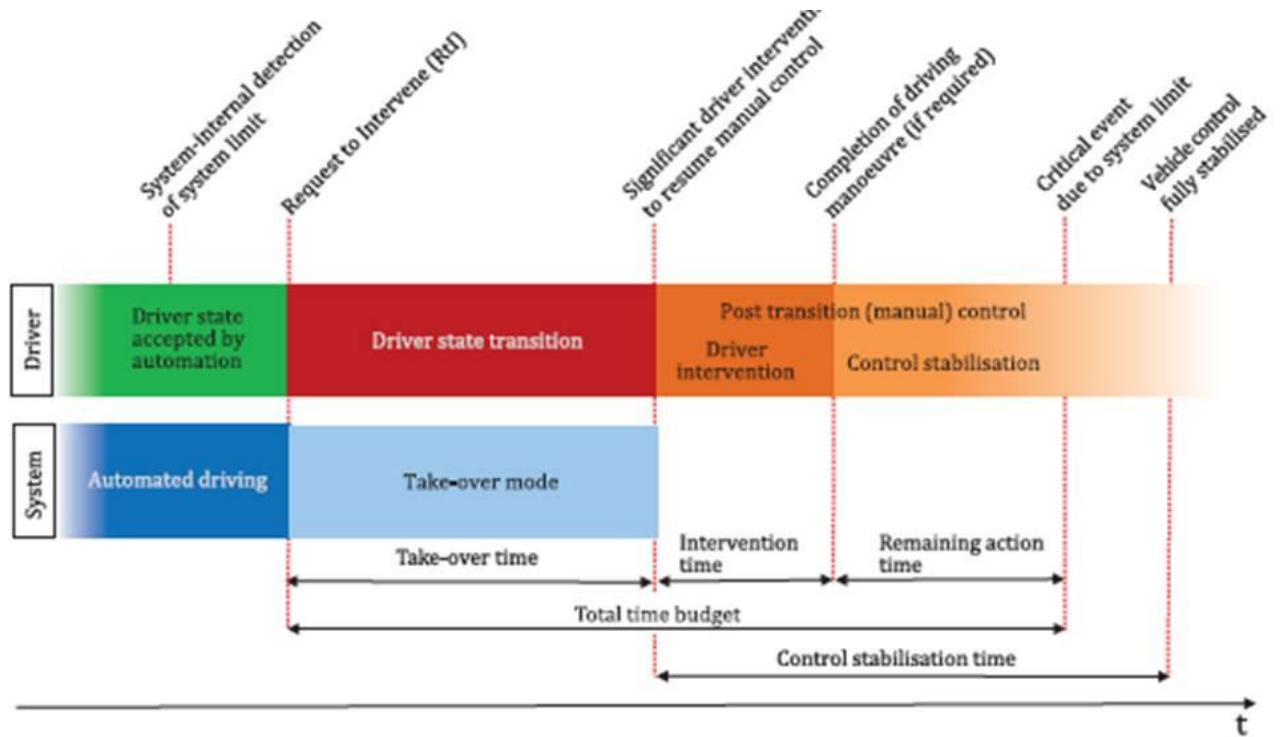 System-internal detection
of system limit
Request to Intervene (RtI)
Significant driver
to resume manual control
Completion of driving
manoeuvre (if required)
Critical event
due to system limit
Vehicle control
fully stabilised
Driver
Driver state
accepted by
automation
Driver state transition
Post transition (manual) control
Driver
intervention
Control stabilisation
System
Automated driving
Take-over mode
Take-over time
Intervention
time
Remaining action
time
Total time budget
Control stabilisation time
t